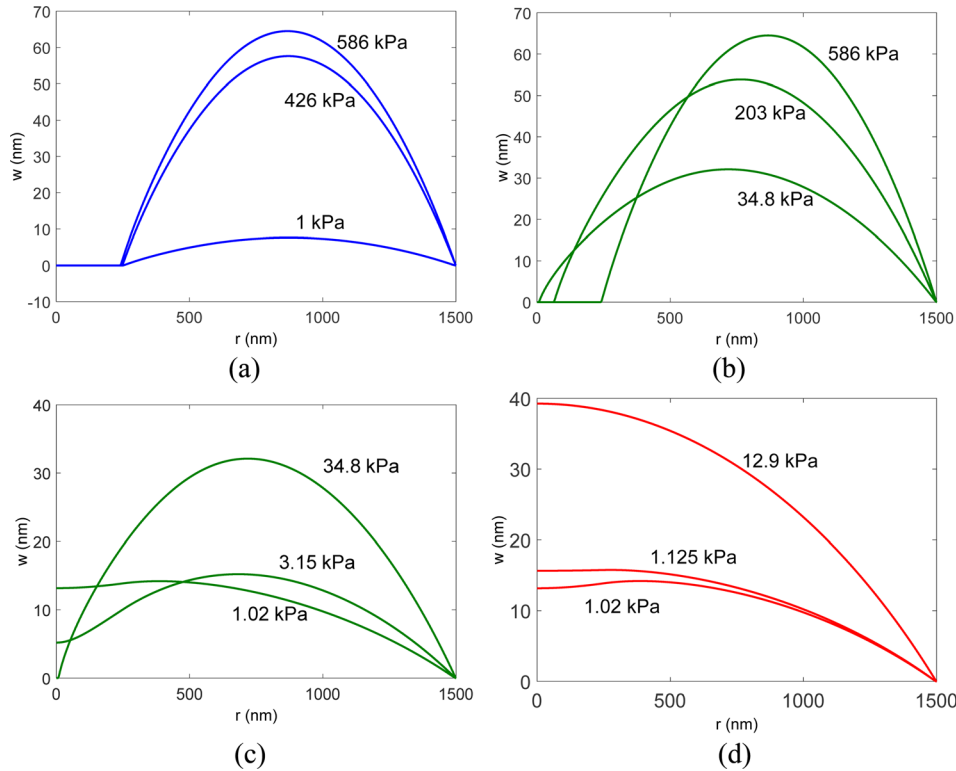 70
60
50
40
30
20
10
0
-10
w (nm)
586 kPa
426 kPa
1 kPa
0
500
1000
1500
r (nm)
(a)
70
60
50
40
30
20
10
0
w (nm)
586 kPa
203 kPa
34.8 kPa
0
500
1000
1500
r (nm)
(b)
40
30
20
10
0
w (nm)
34.8 kPa
3.15 kPa
1.02 kPa
0
500
1000
1500
r (nm)
(c)
40
30
20
10
0
w (nm)
12.9 kPa
1.125 kPa
1.02 kPa
0
500
1000
1500
r (nm)
(d)